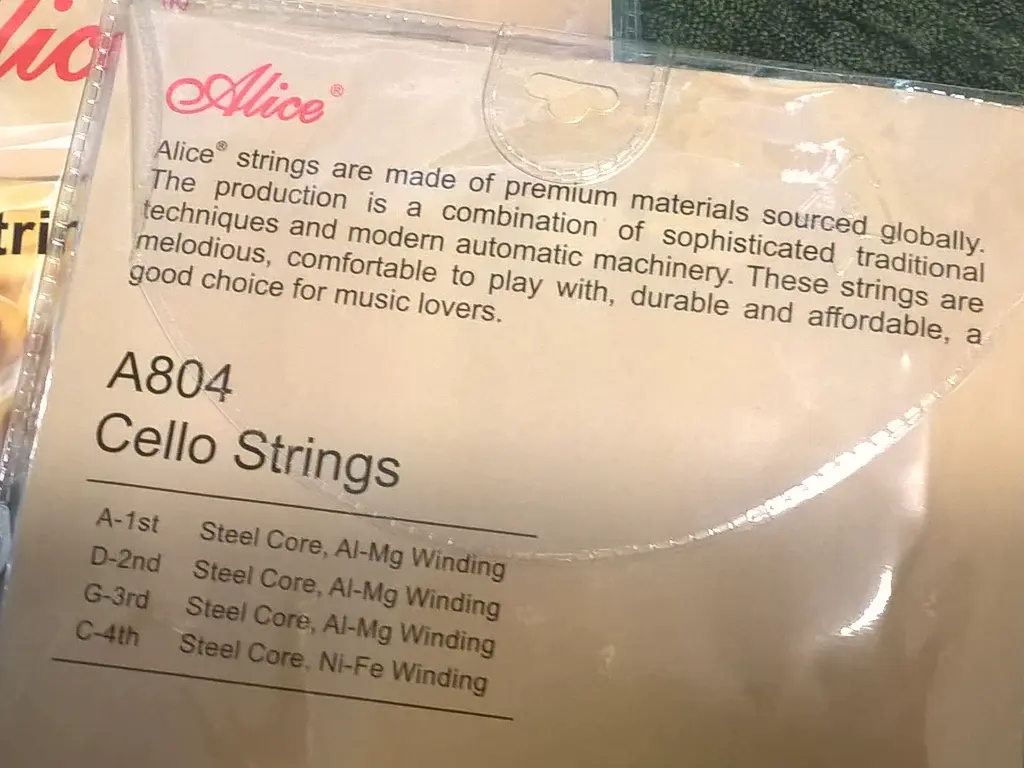 lic
Alice®
Alice® strings are made of premium materials sourced globally.
The production is a combination of sophisticated traditional
techniques and modern automatic machinery. These strings are
melodious, comfortable to play with, durable and affordable, a
good choice for music lovers.
tri
A804
Cello Strings
A-1st Steel Core, Al-Mg Winding
D-2nd Steel Core, Al-Mg Winding
G-3rd Steel Core, Al-Mg Winding
C-4th Steel Core, Ni-Fe Winding